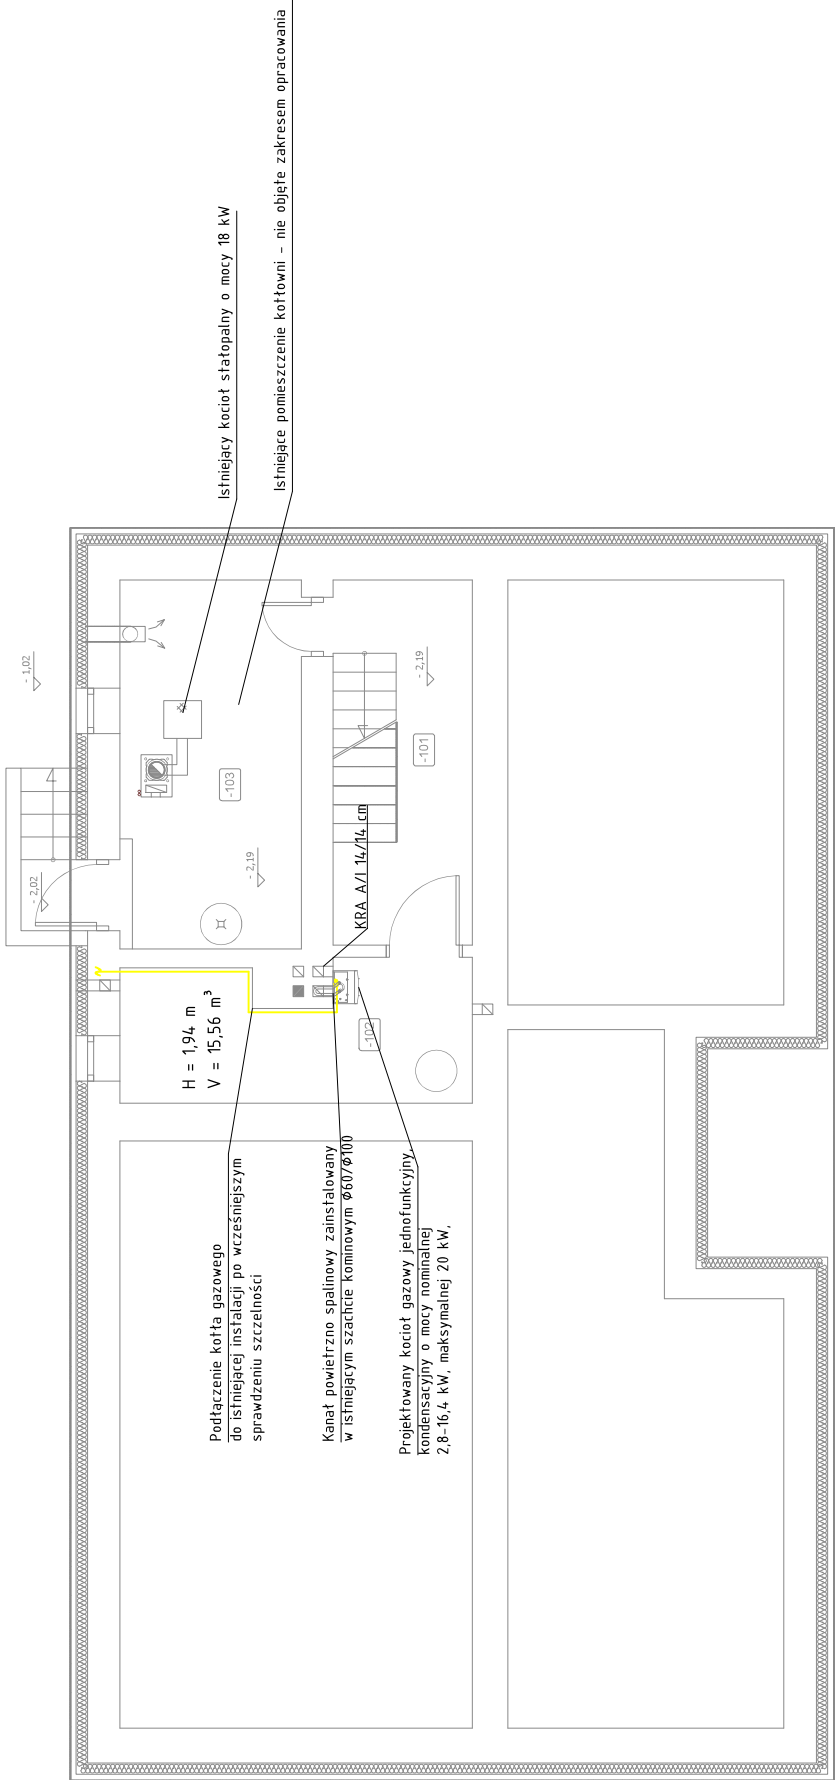 Istniejący kocioł stałopalny o mocy 18 kW
Istniejące pomieszczenie kotłowni - nie objęte zakresem opracowania
- 1,02
- 2,02
-103
- 2,19
- 2,19
-101
KRA A/I 14/14 cm
H = 1,94 m
V = 15,56 m³
-102
Podłączenie kotła gazowego
do istniejącej instalacji po wcześniejszym
sprawdzeniu szczelności
Kanał powietrzno spalinowy zainstalowany
w istniejącym szachcie kominowym Ø60/Ø100
Projektowany kocioł gazowy jednofunkcyjny,
kondensacyjny o mocy nominalnej
2,8-16,4 kW, maksymalnej 20 kW,